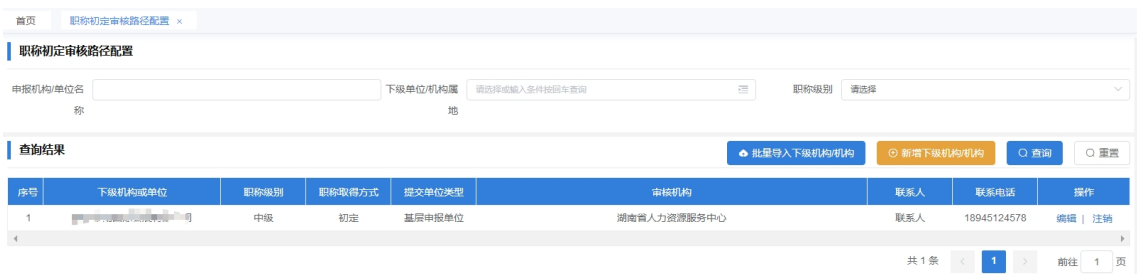 首页 职称初定审核路径配置 ×
职称初定审核路径配置
申报机构/单位名称 下级单位/机构属地 请选择或输入条件按回车查询 职称级别 请选择
查询结果 批量导入下级机构/机构 新增下级机构/机构 查询 重置
序号 下级机构或单位 职称级别 职称取得方式 提交单位类型 审核机构 联系人 联系电话 操作
1 中级 初定 基层申报单位 湖南省人力资源服务中心 联系人 18945124578 编辑 | 注销
共 1 条 < 1 > 前往 1 页